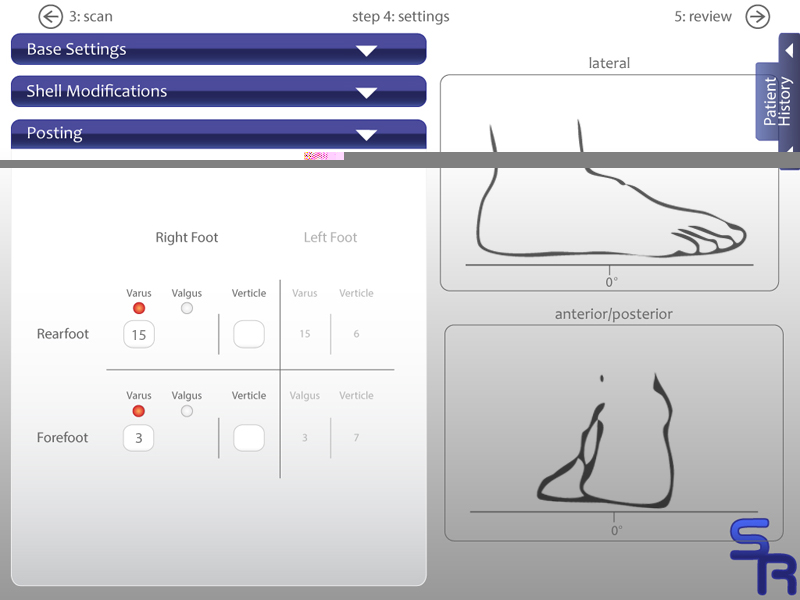 3: scan
step 4: settings
5: review
Base Settings
Shell Modifications
Posting
lateral
Patient History
0°
Right Foot
Left Foot
Varus Valgus Verticle Varus Verticle
Rearfoot 15 15 6
Varus Valgus Verticle Valgus Verticle
Forefoot 3 3 7
anterior/posterior
0°
SR